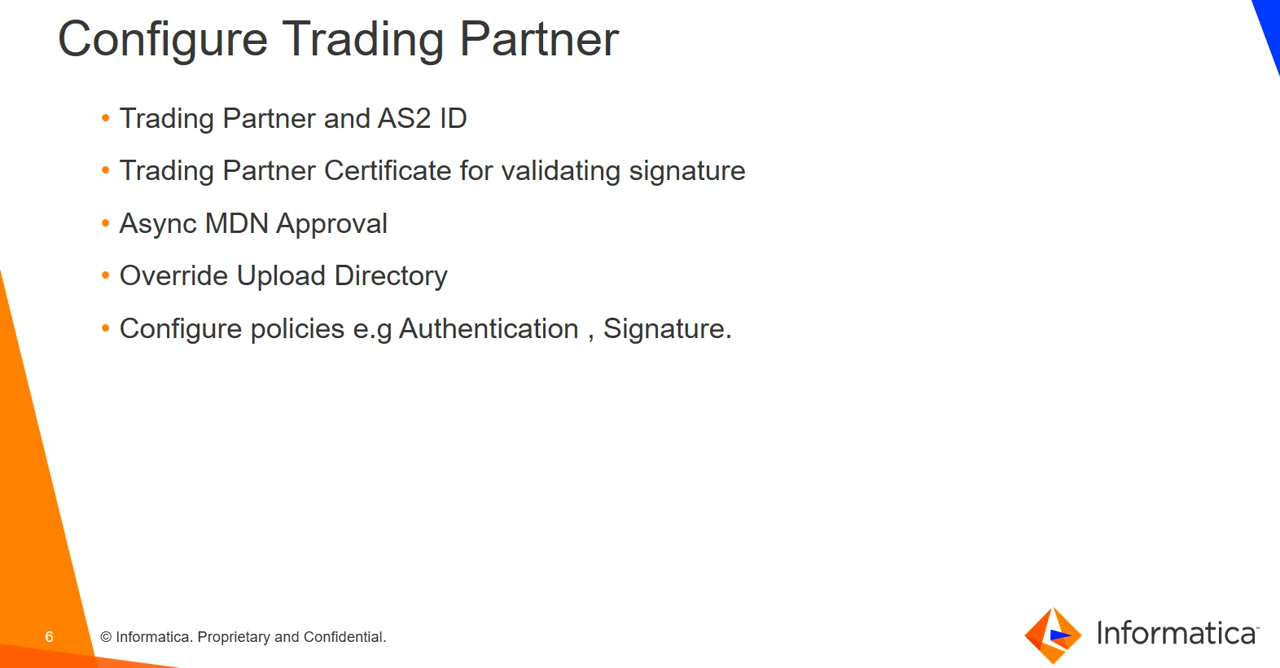 Configure Trading Partner
• Trading Partner and AS2 ID
• Trading Partner Certificate for validating signature
• Async MDN Approval
• Override Upload Directory
• Configure policies e.g Authentication , Signature.
6
© Informatica. Proprietary and Confidential.
Informatica™